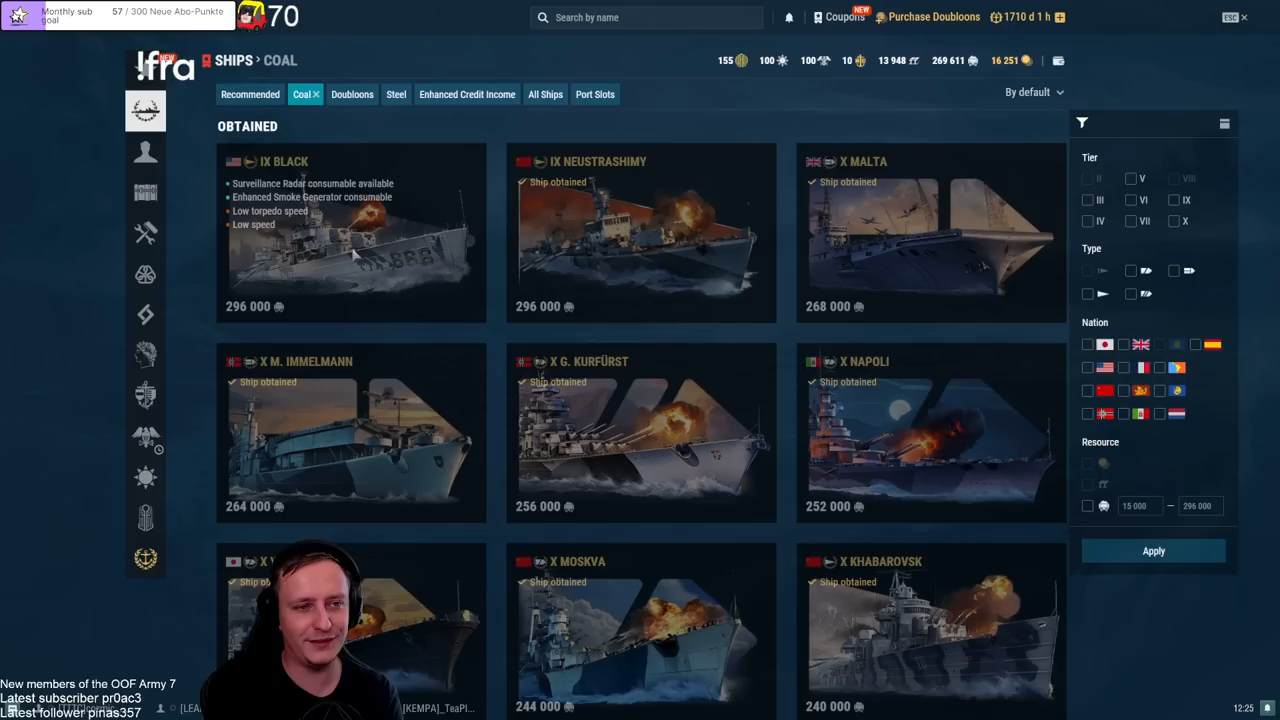 Monthly sub goal
57 / 300 Neue Abo-Punkte
70
Search by name
NEW
Coupons
Purchase Doubloons
1710 d 1 h
ESC
!fra
NEW
SHIPS › COAL
155
100
100
10
13 948
269 611
16 251
Recommended
Coal
Doubloons
Steel
Enhanced Credit Income
All Ships
Port Slots
By default
OBTAINED
IX BLACK
Surveillance Radar consumable available
Enhanced Smoke Generator consumable
Low torpedo speed
Low speed
296 000
IX NEUSTRASHIMY
Ship obtained
296 000
X MALTA
Ship obtained
268 000
X M. IMMELMANN
Ship obtained
264 000
X G. KURFÜRST
Ship obtained
256 000
X NAPOLI
Ship obtained
252 000
X
Ship
X MOSKVA
Ship obtained
244 000
X KHABAROVSK
Ship obtained
240 000
Tier
II
V
VIII
III
VI
IX
IV
VII
X
Type
Nation
Resource
15 000 — 296 000
Apply
New members of the OOF Army 7
Latest subscriber pr0ac3
Latest follower pinas357
12:25